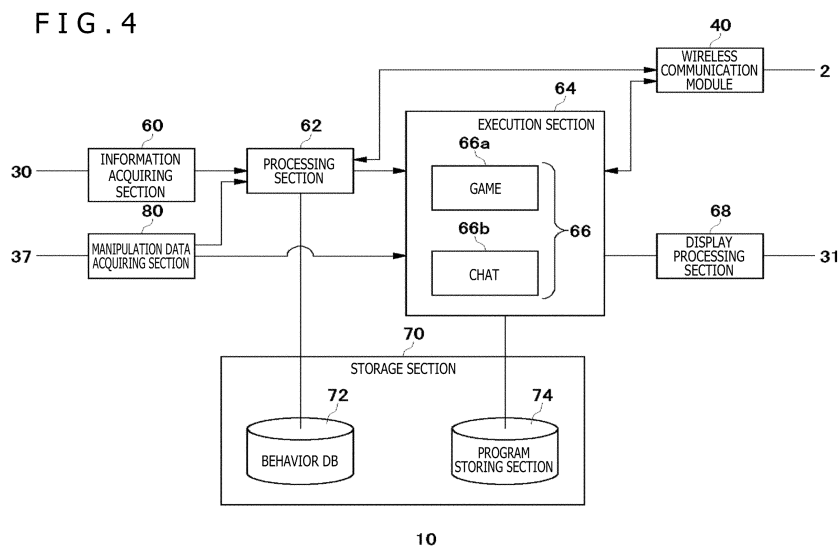 FIG.4
40
WIRELESS
COMMUNICATION
MODULE
2
64
EXECUTION SECTION
60
62
66a
30
INFORMATION
ACQUIRING
SECTION
PROCESSING
SECTION
GAME
80
66
66b
68
37
MANIPULATION DATA
ACQUIRING SECTION
CHAT
DISPLAY
PROCESSING
SECTION
31
70
STORAGE SECTION
72
74
BEHAVIOR DB
PROGRAM
STORING SECTION
10